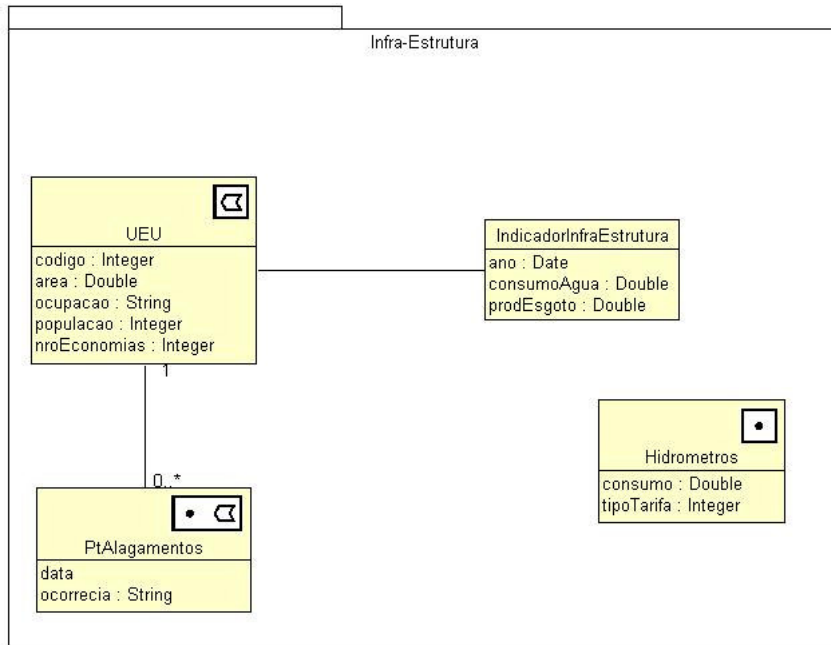 Infra-Estrutura
UEU
codigo : Integer
area : Double
ocupacao : String
populacao : Integer
nroEconomias : Integer
1
0..*
IndicadorInfraEstrutura
ano : Date
consumoAgua : Double
prodEsgoto : Double
Hidrometros
consumo : Double
tipoTarifa : Integer
PtAlagamentos
data
ocorrecia : String